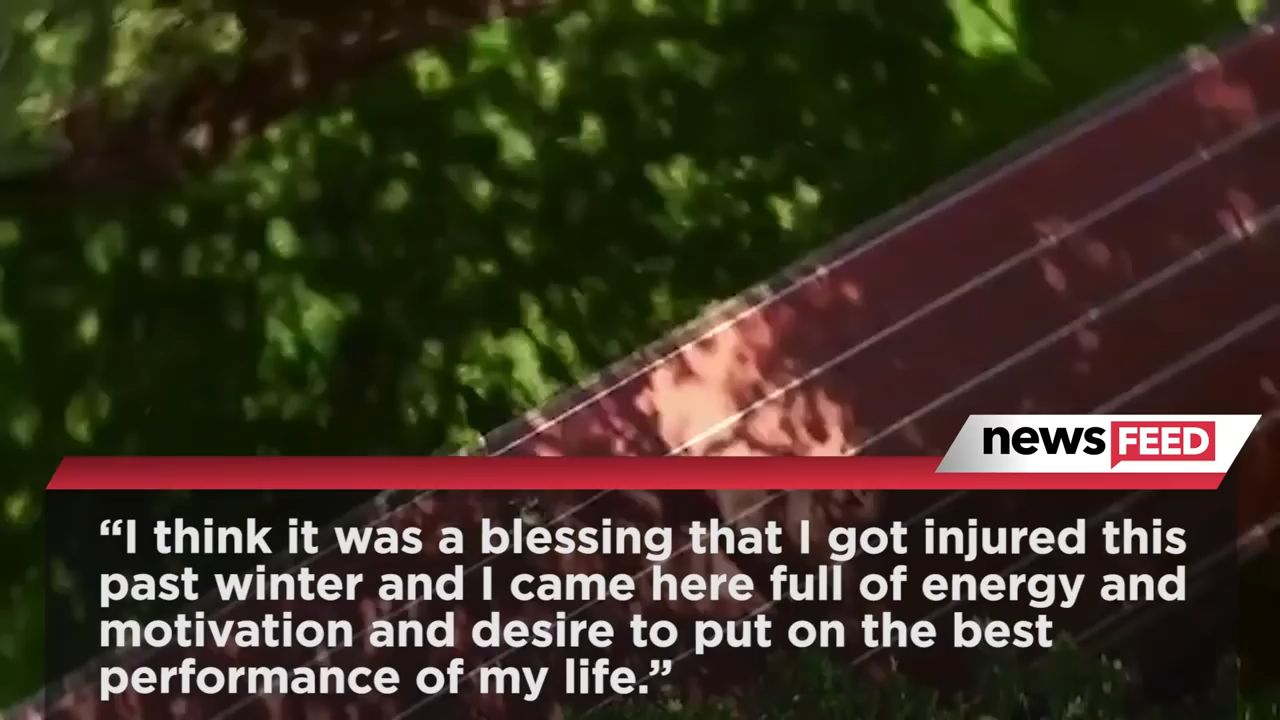 newsFEED
“I think it was a blessing that I got injured this
past winter and I came here full of energy and
motivation and desire to put on the best
performance of my life.”